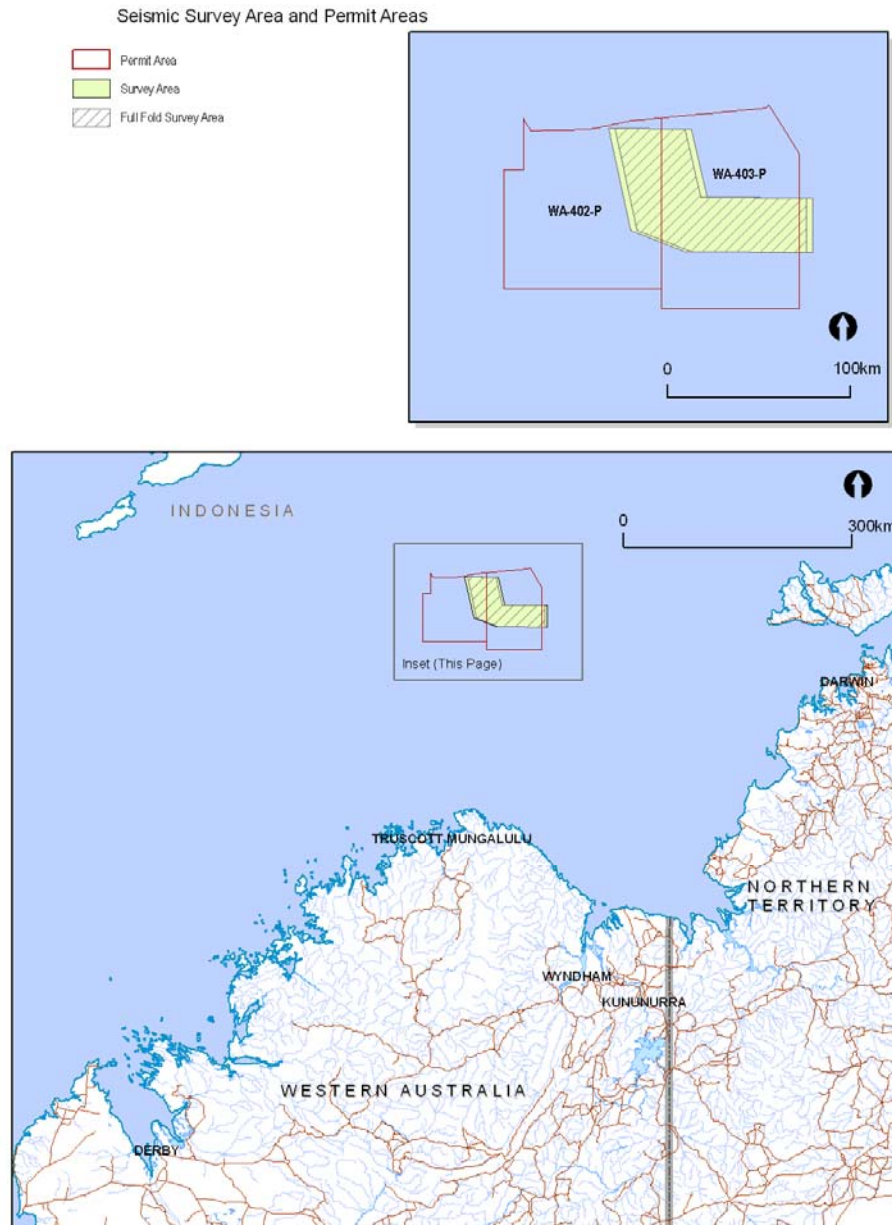 Seismic Survey Area and Permit Areas
Permit Area
Survey Area
Full Fold Survey Area
WA-403-P
WA-402-P
0 100km
INDONESIA
0 300km
Inset (This Page)
DARWIN
TRUSCOTT-MUNGALULU
NORTHERN
TERRITORY
WYNDHAM
KUNUNURRA
WESTERN AUSTRALIA
DERBY